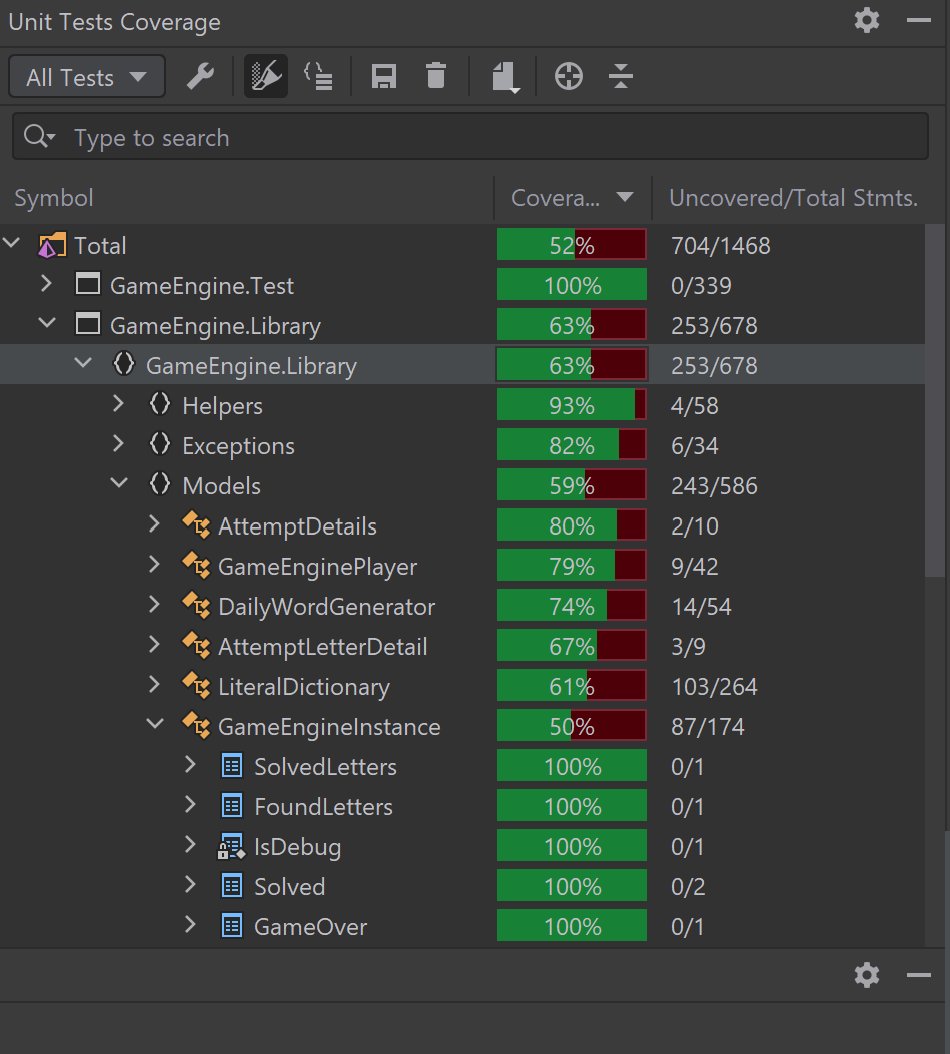 Unit Tests Coverage
All Tests
Type to search
Symbol Covera... Uncovered/Total Stmts.
Total 52% 704/1468
GameEngine.Test 100% 0/339
GameEngine.Library 63% 253/678
GameEngine.Library 63% 253/678
Helpers 93% 4/58
Exceptions 82% 6/34
Models 59% 243/586
AttemptDetails 80% 2/10
GameEnginePlayer 79% 9/42
DailyWordGenerator 74% 14/54
AttemptLetterDetail 67% 3/9
LiteralDictionary 61% 103/264
GameEngineInstance 50% 87/174
SolvedLetters 100% 0/1
FoundLetters 100% 0/1
IsDebug 100% 0/1
Solved 100% 0/2
GameOver 100% 0/1